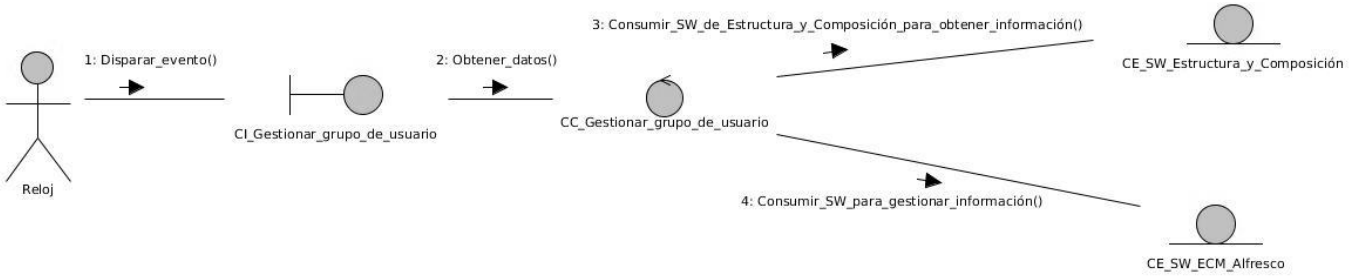 3: Consumir_SW_de_Estructura_y_Composición_para_obtener_información()
1: Disparar_evento()
2: Obtener_datos()
CE_SW_Estructura_y_Composición
CI_Gestionar_grupo_de_usuario
CC_Gestionar_grupo_de_usuario
Reloj
4: Consumir_SW_para_gestionar_información()
CE_SW_ECM_Alfresco